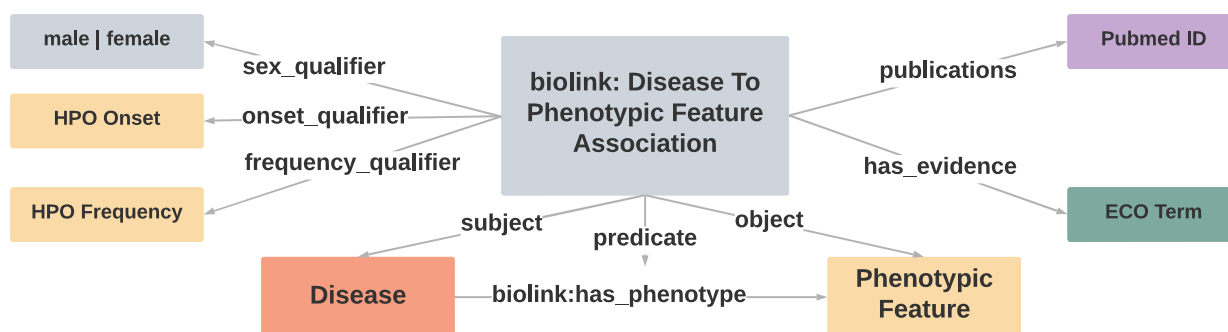 male | female
sex_qualifier
HPO Onset
onset_qualifier
frequency_qualifier
HPO Frequency
biolink: Disease To
Phenotypic Feature
Association
publications
Pubmed ID
has_evidence
ECO Term
subject
predicate
object
Disease
biolink:has_phenotype
Phenotypic
Feature